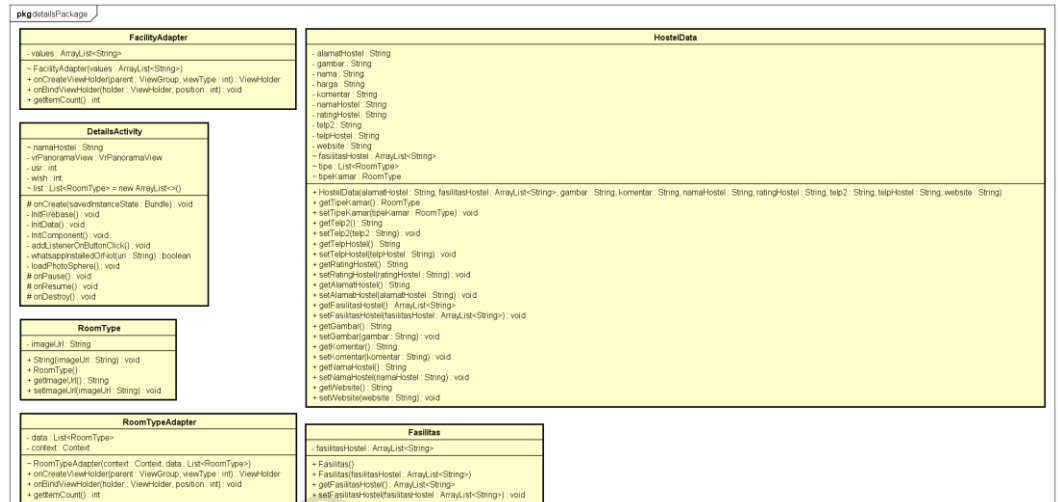 pkg detailsPackage
FacilityAdapter
- values : ArrayList<String>
~ FacilityAdapter(values : ArrayList<String>)
+ onCreateViewHolder(parent : ViewGroup, viewType : int) : ViewHolder
+ onBindViewHolder(holder : ViewHolder, position : int) : void
+ getItemCount() : int
DetailsActivity
~ namaHostel : String
- vrPanoramaView : VrPanoramaView
- usr : int
- wish : int
~ list : List<RoomType> = new ArrayList<>()
# onCreate(savedInstanceState : Bundle) : void
- InitFirebase() : void
- InitData() : void
- InitComponent() : void
- addListenerOnButtonClick() : void
- whatsappInstalledOrNot(uri : String) : boolean
- loadPhotoSphere() : void
# onPause() : void
# onResume() : void
# onDestroy() : void
RoomType
- imageUrl : String
+ String(imageUrl : String) : void
+ RoomType()
+ getImageUrl() : String
+ setImageUrl(imageUrl : String) : void
RoomTypeAdapter
- data : List<RoomType>
- context : Context
~ RoomTypeAdapter(context : Context, data : List<RoomType>)
+ onCreateViewHolder(parent : ViewGroup, viewType : int) : ViewHolder
+ onBindViewHolder(holder : ViewHolder, position : int) : void
+ getItemCount() : int
HostelData
- alamatHostel : String
- gambar : String
- nama : String
- harga : String
- komentar : String
- namaHostel : String
- ratingHostel : String
- telp2 : String
- telpHostel : String
- website : String
~ fasilitasHostel : ArrayList<String>
~ tipe : List<RoomType>
~ tipeKamar : RoomType
+ HostelData(alamatHostel : String, fasilitasHostel : ArrayList<String>, gambar : String, komentar : String, namaHostel : String, ratingHostel : String, telp2 : String, telpHostel : String, website : String)
+ getTipeKamar() : RoomType
+ setTipeKamar(tipeKamar : RoomType) : void
+ getTelp2() : String
+ setTelp2(telp2 : String) : void
+ getTelpHostel() : String
+ setTelpHostel(telpHostel : String) : void
+ getRatingHostel() : String
+ setRatingHostel(ratingHostel : String) : void
+ getAlamatHostel() : String
+ setAlamatHostel(alamatHostel : String) : void
+ getFasilitasHostel() : ArrayList<String>
+ setFasilitasHostel(fasilitasHostel : ArrayList<String>) : void
+ getGambar() : String
+ setGambar(gambar : String) : void
+ getKomentar() : String
+ setKomentar(komentar : String) : void
+ getNamaHostel() : String
+ setNamaHostel(namaHostel : String) : void
+ getWebsite() : String
+ setWebsite(website : String) : void
Fasilitas
- fasilitasHostel : ArrayList<String>
+ Fasilitas()
+ Fasilitas(fasilitasHostel : ArrayList<String>)
+ getFasilitasHostel() : ArrayList<String>
+ setFasilitasHostel(fasilitasHostel : ArrayList<String>) : void